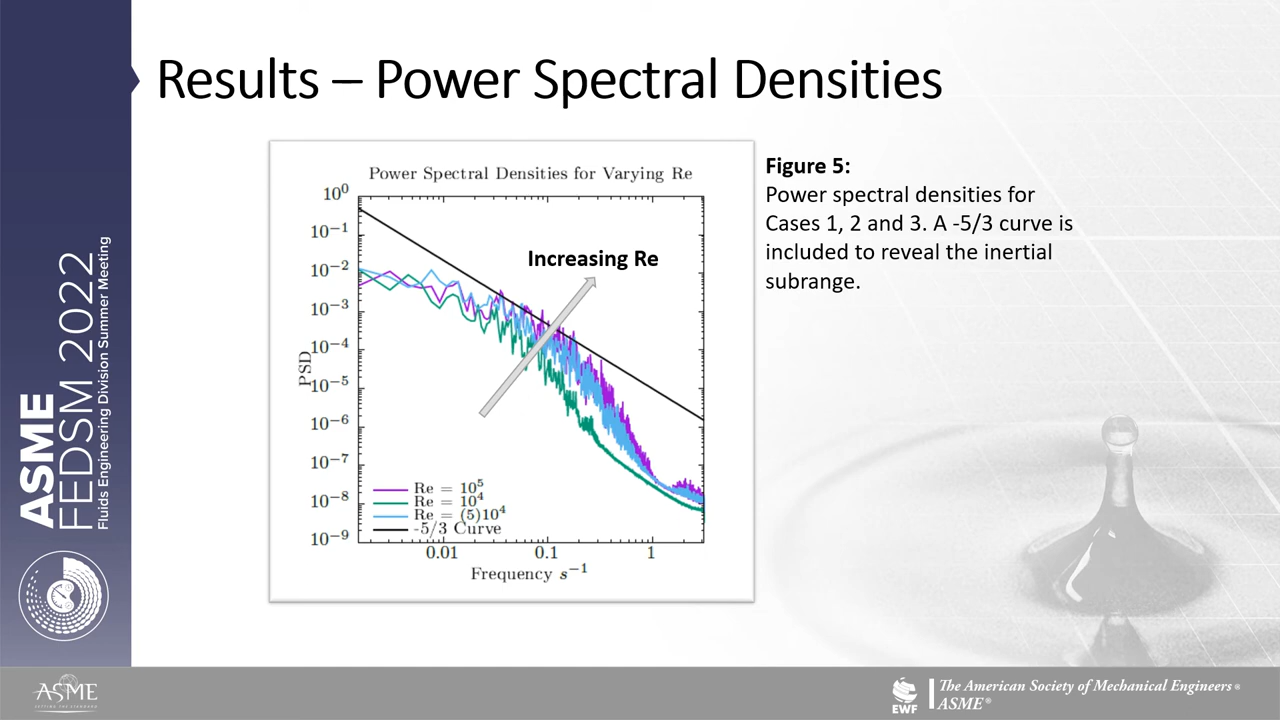 Results – Power Spectral Densities
Power Spectral Densities for Varying Re
10⁰
10⁻¹
10⁻²
10⁻³
10⁻⁴
10⁻⁵
10⁻⁶
10⁻⁷
10⁻⁸
10⁻⁹
PSD
Increasing Re
Re = 10⁵
Re = 10⁴
Re = (5)10⁴
-5/3 Curve
0.01
0.1
1
Frequency s⁻¹
Figure 5:
Power spectral densities for
Cases 1, 2 and 3. A -5/3 curve is
included to reveal the inertial
subrange.
ASME
FEDSM 2022
Fluids Engineering Division Summer Meeting
ASME
SETTING THE STANDARD
EWF
The American Society of Mechanical Engineers ®
ASME ®